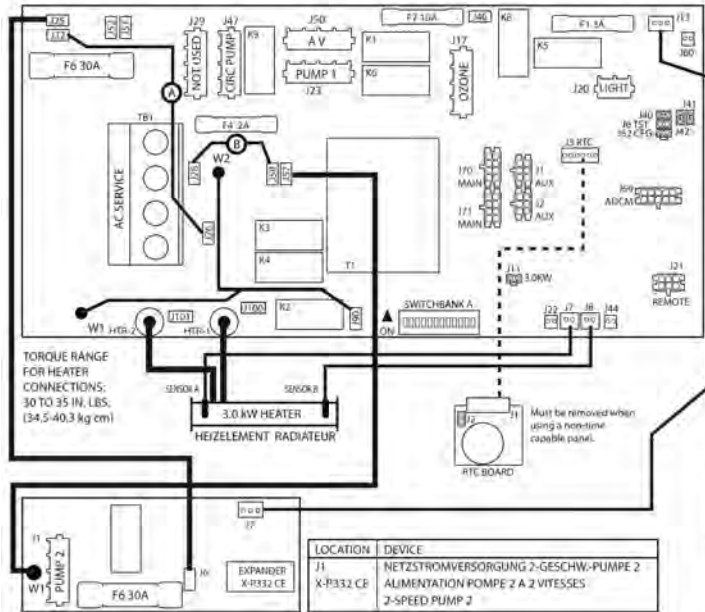 J25
J12
J52
J51
F6 30A
J29
NOT USED
J47
CIRC PUMP
K9
J50
A V
PUMP 1
J23
F2 10A
J46
K1
K6
J17
OZONE
K8
K5
F1 3A
J13
J60
J20
LIGHT
J40
J41
J6 TST
J62 CFG
J42
A
TB1
AC SERVICE
F4 .2A
B
W2
J28
J58
J57
J26
K3
K4
T1
J5 RTC
J70
MAIN
J71
MAIN
J1
AUX
J2
AUX
J69
ADCM
J11
3.0KW
J21
REMOTE
W1
HTR-2
J101
HTR-1
J100
K2
J90
ON
SWITCHBANK A
J22
J7
J8
J44
TORQUE RANGE
FOR HEATER
CONNECTIONS:
30 TO 35 IN. LBS.
(34.5-40.3 kg cm)
SENSOR A
SENSOR B
3.0 kW HEATER
HEIZELEMENT RADIATEUR
J2
J1
RTC BOARD
Must be removed when
using a non-time
capable panel.
J1
PUMP 2
W1
F6 30A
J7
EXPANDER
X-P332 CE
LOCATION DEVICE
J1 NETZSTROMVERSORGUNG 2-GESCHW.-PUMPE 2
X-P332 CE ALIMENTATION POMPE 2 A 2 VITESSES
2-SPEED PUMP 2